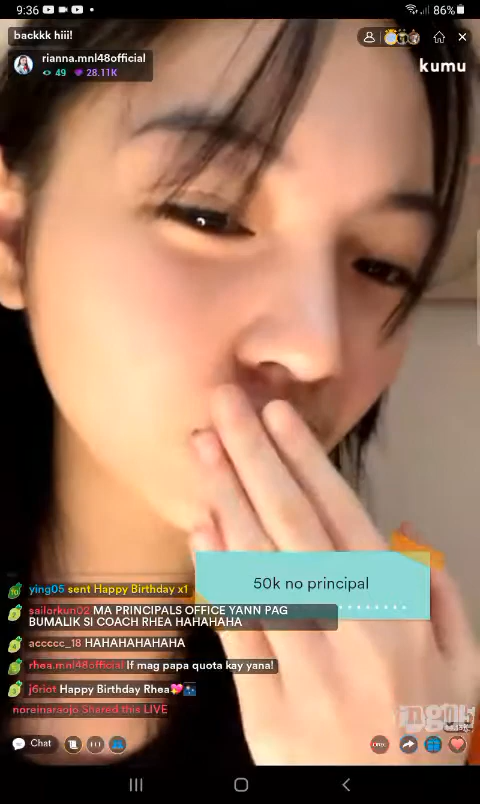 9:36
86%
backkk hiii!
rianna.mnl48official
49 28.11K
kumu
ying05 sent Happy Birthday x1
50k no principal
sailorkun02 MA PRINCIPALS OFFICE YANN PAG
BUMALIK SI COACH RHEA HAHAHAHA
accccc_18 HAHAHAHAHAHA
rhea.mnl48official If mag papa quota kay yana!
j6riot Happy Birthday Rhea
noreinaraojo Shared this LIVE
Chat